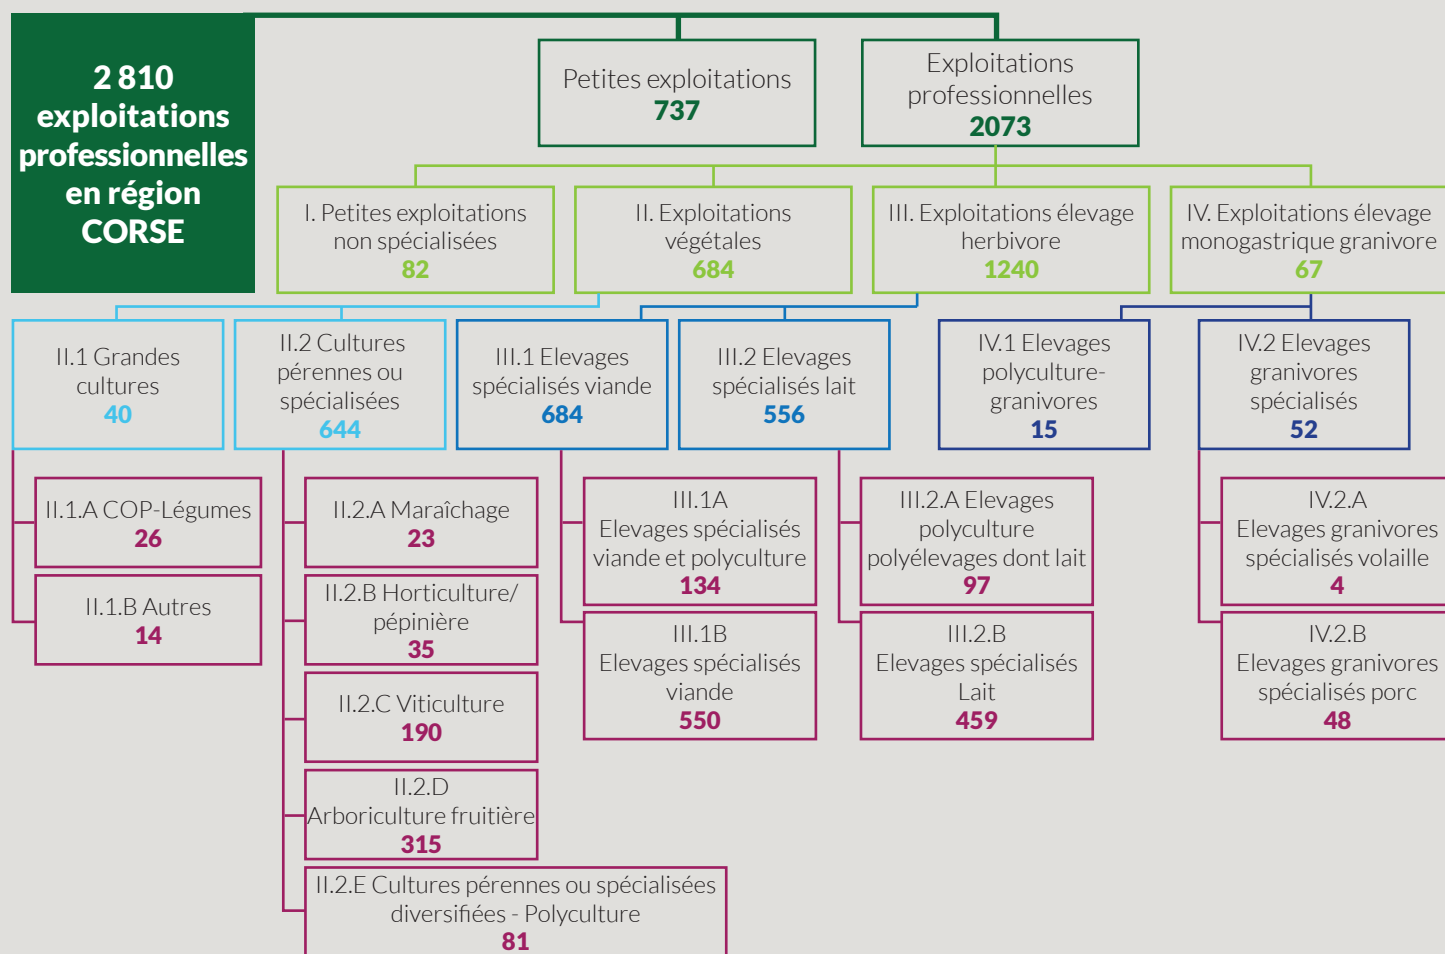 2 810
exploitations
professionnelles
en région
CORSE
Petites exploitations
737
Exploitations
professionnelles
2073
I. Petites exploitations
non spécialisées
82
II. Exploitations
végétales
684
III. Exploitations élevage
herbivore
1240
IV. Exploitations élevage
monogastrique granivore
67
II.1 Grandes
cultures
40
II.2 Cultures
pérennes ou
spécialisées
644
III.1 Elevages
spécialisés viande
684
III.2 Elevages
spécialisés lait
556
IV.1 Elevages
polyculture-
granivores
15
IV.2 Elevages
granivores
spécialisés
52
II.1.A COP-Légumes
26
II.1.B Autres
14
II.2.A Maraîchage
23
II.2.B Horticulture/
pépinière
35
II.2.C Viticulture
190
II.2.D
Arboriculture fruitière
315
II.2.E Cultures pérennes ou spécialisées
diversifiées - Polyculture
81
III.1A
Elevages spécialisés
viande et polyculture
134
III.1B
Elevages spécialisés
viande
550
III.2.A Elevages
polyculture
polyélevages dont lait
97
III.2.B
Elevages spécialisés
Lait
459
IV.2.A
Elevages granivores
spécialisés volaille
4
IV.2.B
Elevages granivores
spécialisés porc
48